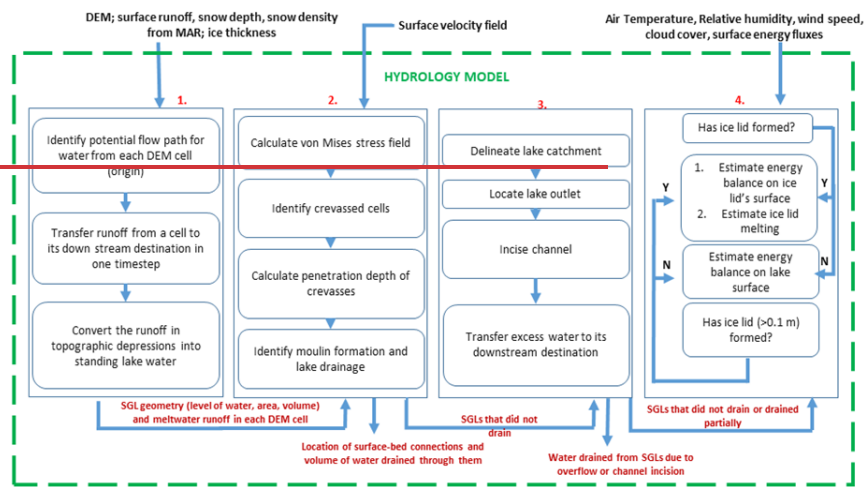 DEM; surface runoff, snow depth, snow density
from MAR; ice thickness
Surface velocity field
Air Temperature, Relative humidity, wind speed,
cloud cover, surface energy fluxes
HYDROLOGY MODEL
1.
Identify potential flow path for
water from each DEM cell
(origin)
Transfer runoff from a cell to
its down stream destination in
one timestep
Convert the runoff in
topographic depressions into
standing lake water
2.
Calculate von Mises stress field
Identify crevassed cells
Calculate penetration depth of
crevasses
Identify moulin formation and
lake drainage
3.
Delineate lake catchment
Locate lake outlet
Incise channel
Transfer excess water to its
downstream destination
4.
Has ice lid formed?
1. Estimate energy
balance on ice
lid's surface
2. Estimate ice lid
melting
Y
Y
Estimate energy
balance on lake
surface
N
N
Has ice lid (>0.1 m)
formed?
SGL geometry (level of water, area, volume)
and meltwater runoff in each DEM cell
Location of surface-bed connections and
volume of water drained through them
SGLs that did not
drain
Water drained from SGLs due to
overflow or channel incision
SGLs that did not drain or drained
partially